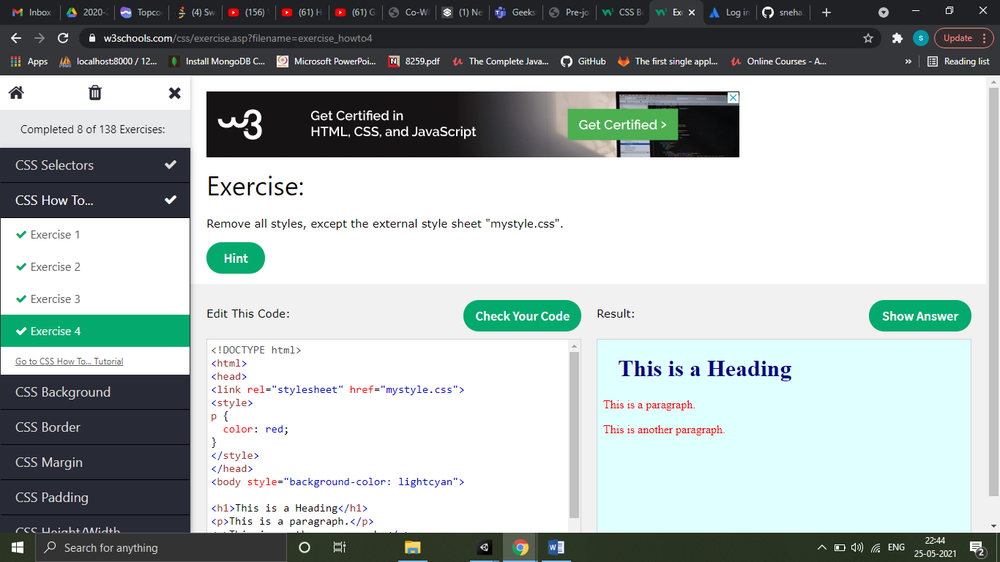 Inbox
2020-2
Topco
(4) Sw
(156) Y
(61) H
(61) G
Co-WI
(1) Ne
Geeks
Pre-jo
CSS Bo
Exe
Log in
sneha
w3schools.com/css/exercise.asp?filename=exercise_howto4
S
Update
Apps
localhost:8000 / 12...
Install MongoDB C...
Microsoft PowerPoi...
8259.pdf
The Complete Java...
GitHub
The first single appl...
Online Courses - A...
»
Reading list
Completed 8 of 138 Exercises:
CSS Selectors
CSS How To...
Exercise 1
Exercise 2
Exercise 3
Exercise 4
Go to CSS How To... Tutorial
CSS Background
CSS Border
CSS Margin
CSS Padding
CSS Height/Width
w3
Get Certified in
HTML, CSS, and JavaScript
Get Certified >
Exercise:
Remove all styles, except the external style sheet "mystyle.css".
Hint
Edit This Code:
Check Your Code
<!DOCTYPE html>
<html>
<head>
<link rel="stylesheet" href="mystyle.css">
<style>
p {
  color: red;
}
</style>
</head>
<body style="background-color: lightcyan">
<h1>This is a Heading</h1>
<p>This is a paragraph.</p>
Result:
Show Answer
This is a Heading
This is a paragraph.
This is another paragraph.
Search for anything
ENG
22:44
25-05-2021
2